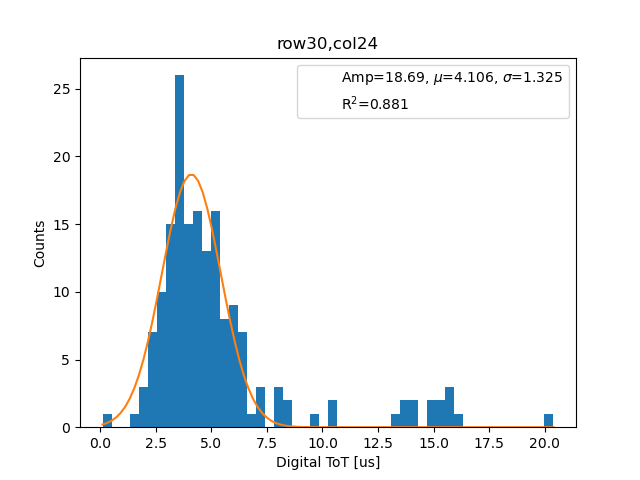 row30,col24
Amp=18.69, μ=4.106, σ=1.325
R²=0.881
25
20
15
10
5
0
Counts
0.0 2.5 5.0 7.5 10.0 12.5 15.0 17.5 20.0
Digital ToT [us]